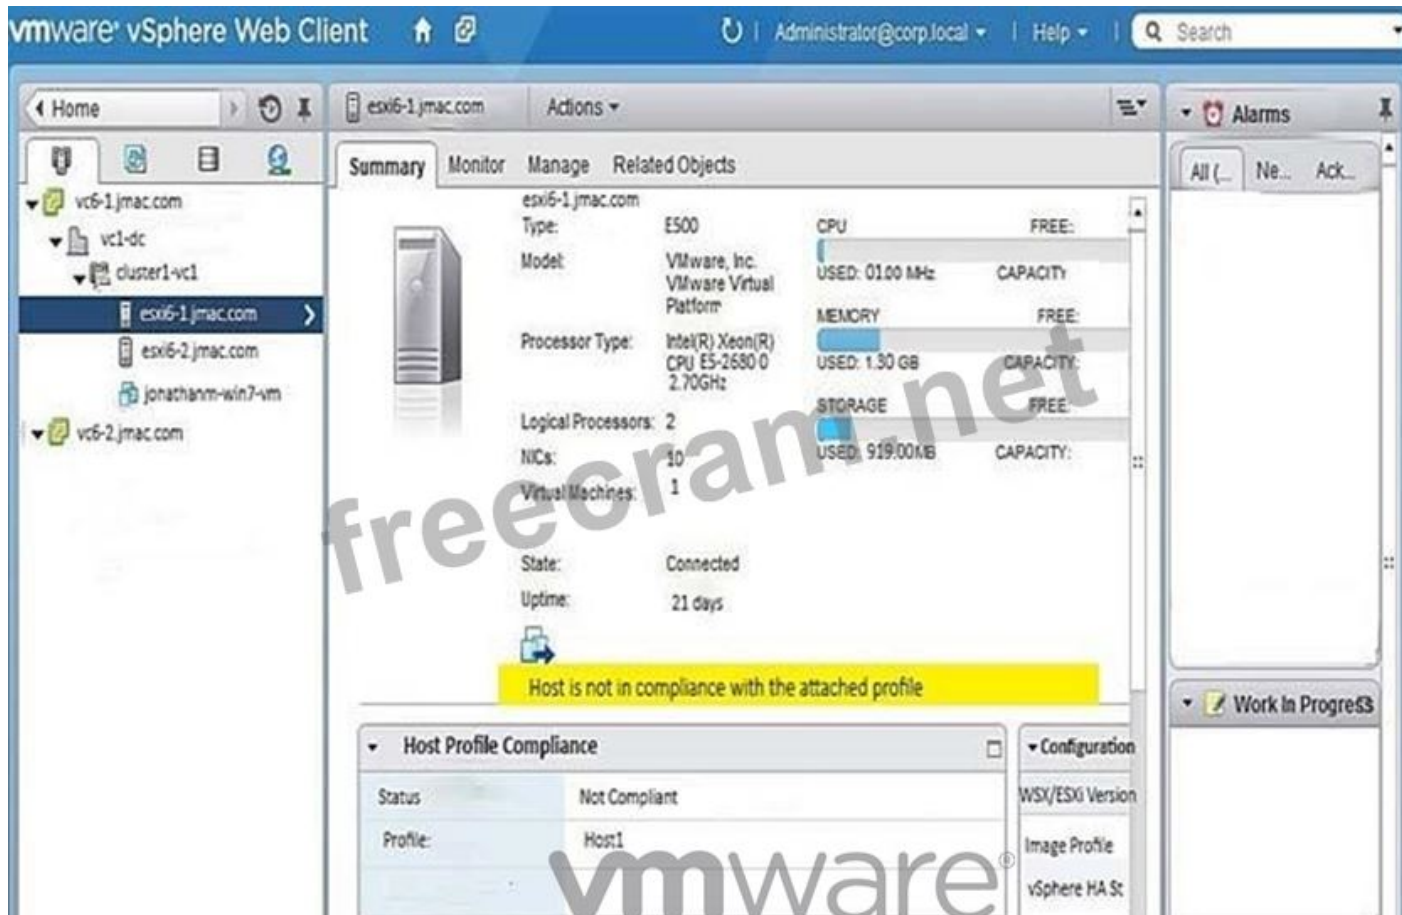 vmware® vSphere Web Client
Administrator@corp.local
Help
Search
Home
vc6-1.jmac.com
vc1-dc
cluster1-vc1
esxi6-1.jmac.com
esxi6-2.jmac.com
jonathanm-win7-vm
vc6-2.jmac.com
esxi6-1.jmac.com
Actions
Summary Monitor Manage Related Objects
esxi6-1.jmac.com
Type: E500
Model: VMware, Inc.
VMware Virtual
Platform
Processor Type: Intel(R) Xeon(R)
CPU E5-2680 0
2.70GHz
Logical Processors: 2
NICs: 10
Virtual Machines: 1
State: Connected
Uptime: 21 days
CPU FREE:
USED: 01.00 MHz CAPACITY
MEMORY FREE:
USED: 1.30 GB CAPACITY:
STORAGE FREE:
USED: 919.00MB CAPACITY:
Host is not in compliance with the attached profile
Host Profile Compliance
Status Not Compliant
Profile: Host1
Configuration
WSX/ESXi Version
Image Profile
vSphere HA St
Alarms
All (... Ne... Ack...
Work In Progress
freecram.net
vmware®